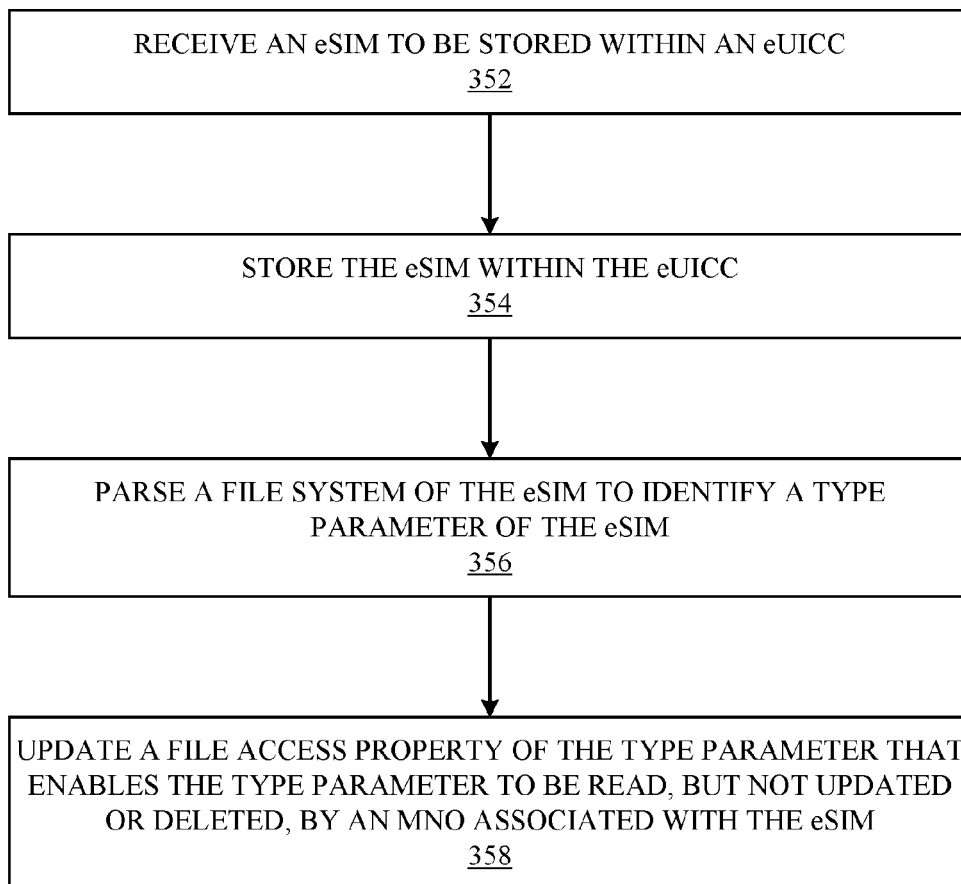 RECEIVE AN eSIM TO BE STORED WITHIN AN eUICC
352
STORE THE eSIM WITHIN THE eUICC
354
PARSE A FILE SYSTEM OF THE eSIM TO IDENTIFY A TYPE
PARAMETER OF THE eSIM
356
UPDATE A FILE ACCESS PROPERTY OF THE TYPE PARAMETER THAT
ENABLES THE TYPE PARAMETER TO BE READ, BUT NOT UPDATED
OR DELETED, BY AN MNO ASSOCIATED WITH THE eSIM
358